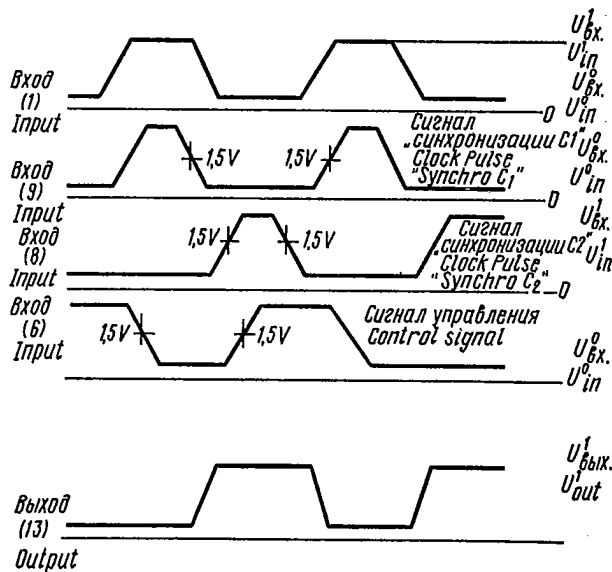 U¹вх.
U¹in
Вход
(1)
Input
U⁰вх.
0 U⁰in
Вход
(9)
Input
1,5V
1,5V
Сигнал
„синхронизации C1"
Clock Pulse
"Synchro C₁"
U⁰вх.
U⁰in
0
Вход
(8)
Input
1,5V
1,5V
Сигнал
„синхронизации C2"
Clock Pulse
"Synchro C₂"
U¹вх.
U¹in
0
Вход
(6)
Input
1,5V
1,5V
Сигнал управления
Control signal
U⁰вх.
U⁰in
Выход
(13)
Output
U¹вых.
U¹out